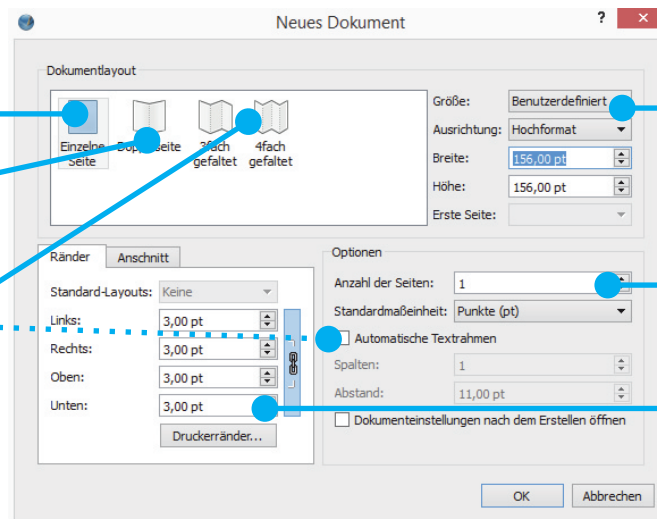 Neues Dokument
?
Dokumentlayout
Einzelne Seite
Doppelseite
3fach gefaltet
4fach gefaltet
Größe: Benutzerdefiniert
Ausrichtung: Hochformat
Breite: 156,00 pt
Höhe: 156,00 pt
Erste Seite:
Ränder Anschnitt
Standard-Layouts: Keine
Links: 3,00 pt
Rechts: 3,00 pt
Oben: 3,00 pt
Unten: 3,00 pt
Druckerränder...
Optionen
Anzahl der Seiten: 1
Standardmaßeinheit: Punkte (pt)
Automatische Textrahmen
Spalten: 1
Abstand: 11,00 pt
Dokumenteinstellungen nach dem Erstellen öffnen
OK Abbrechen